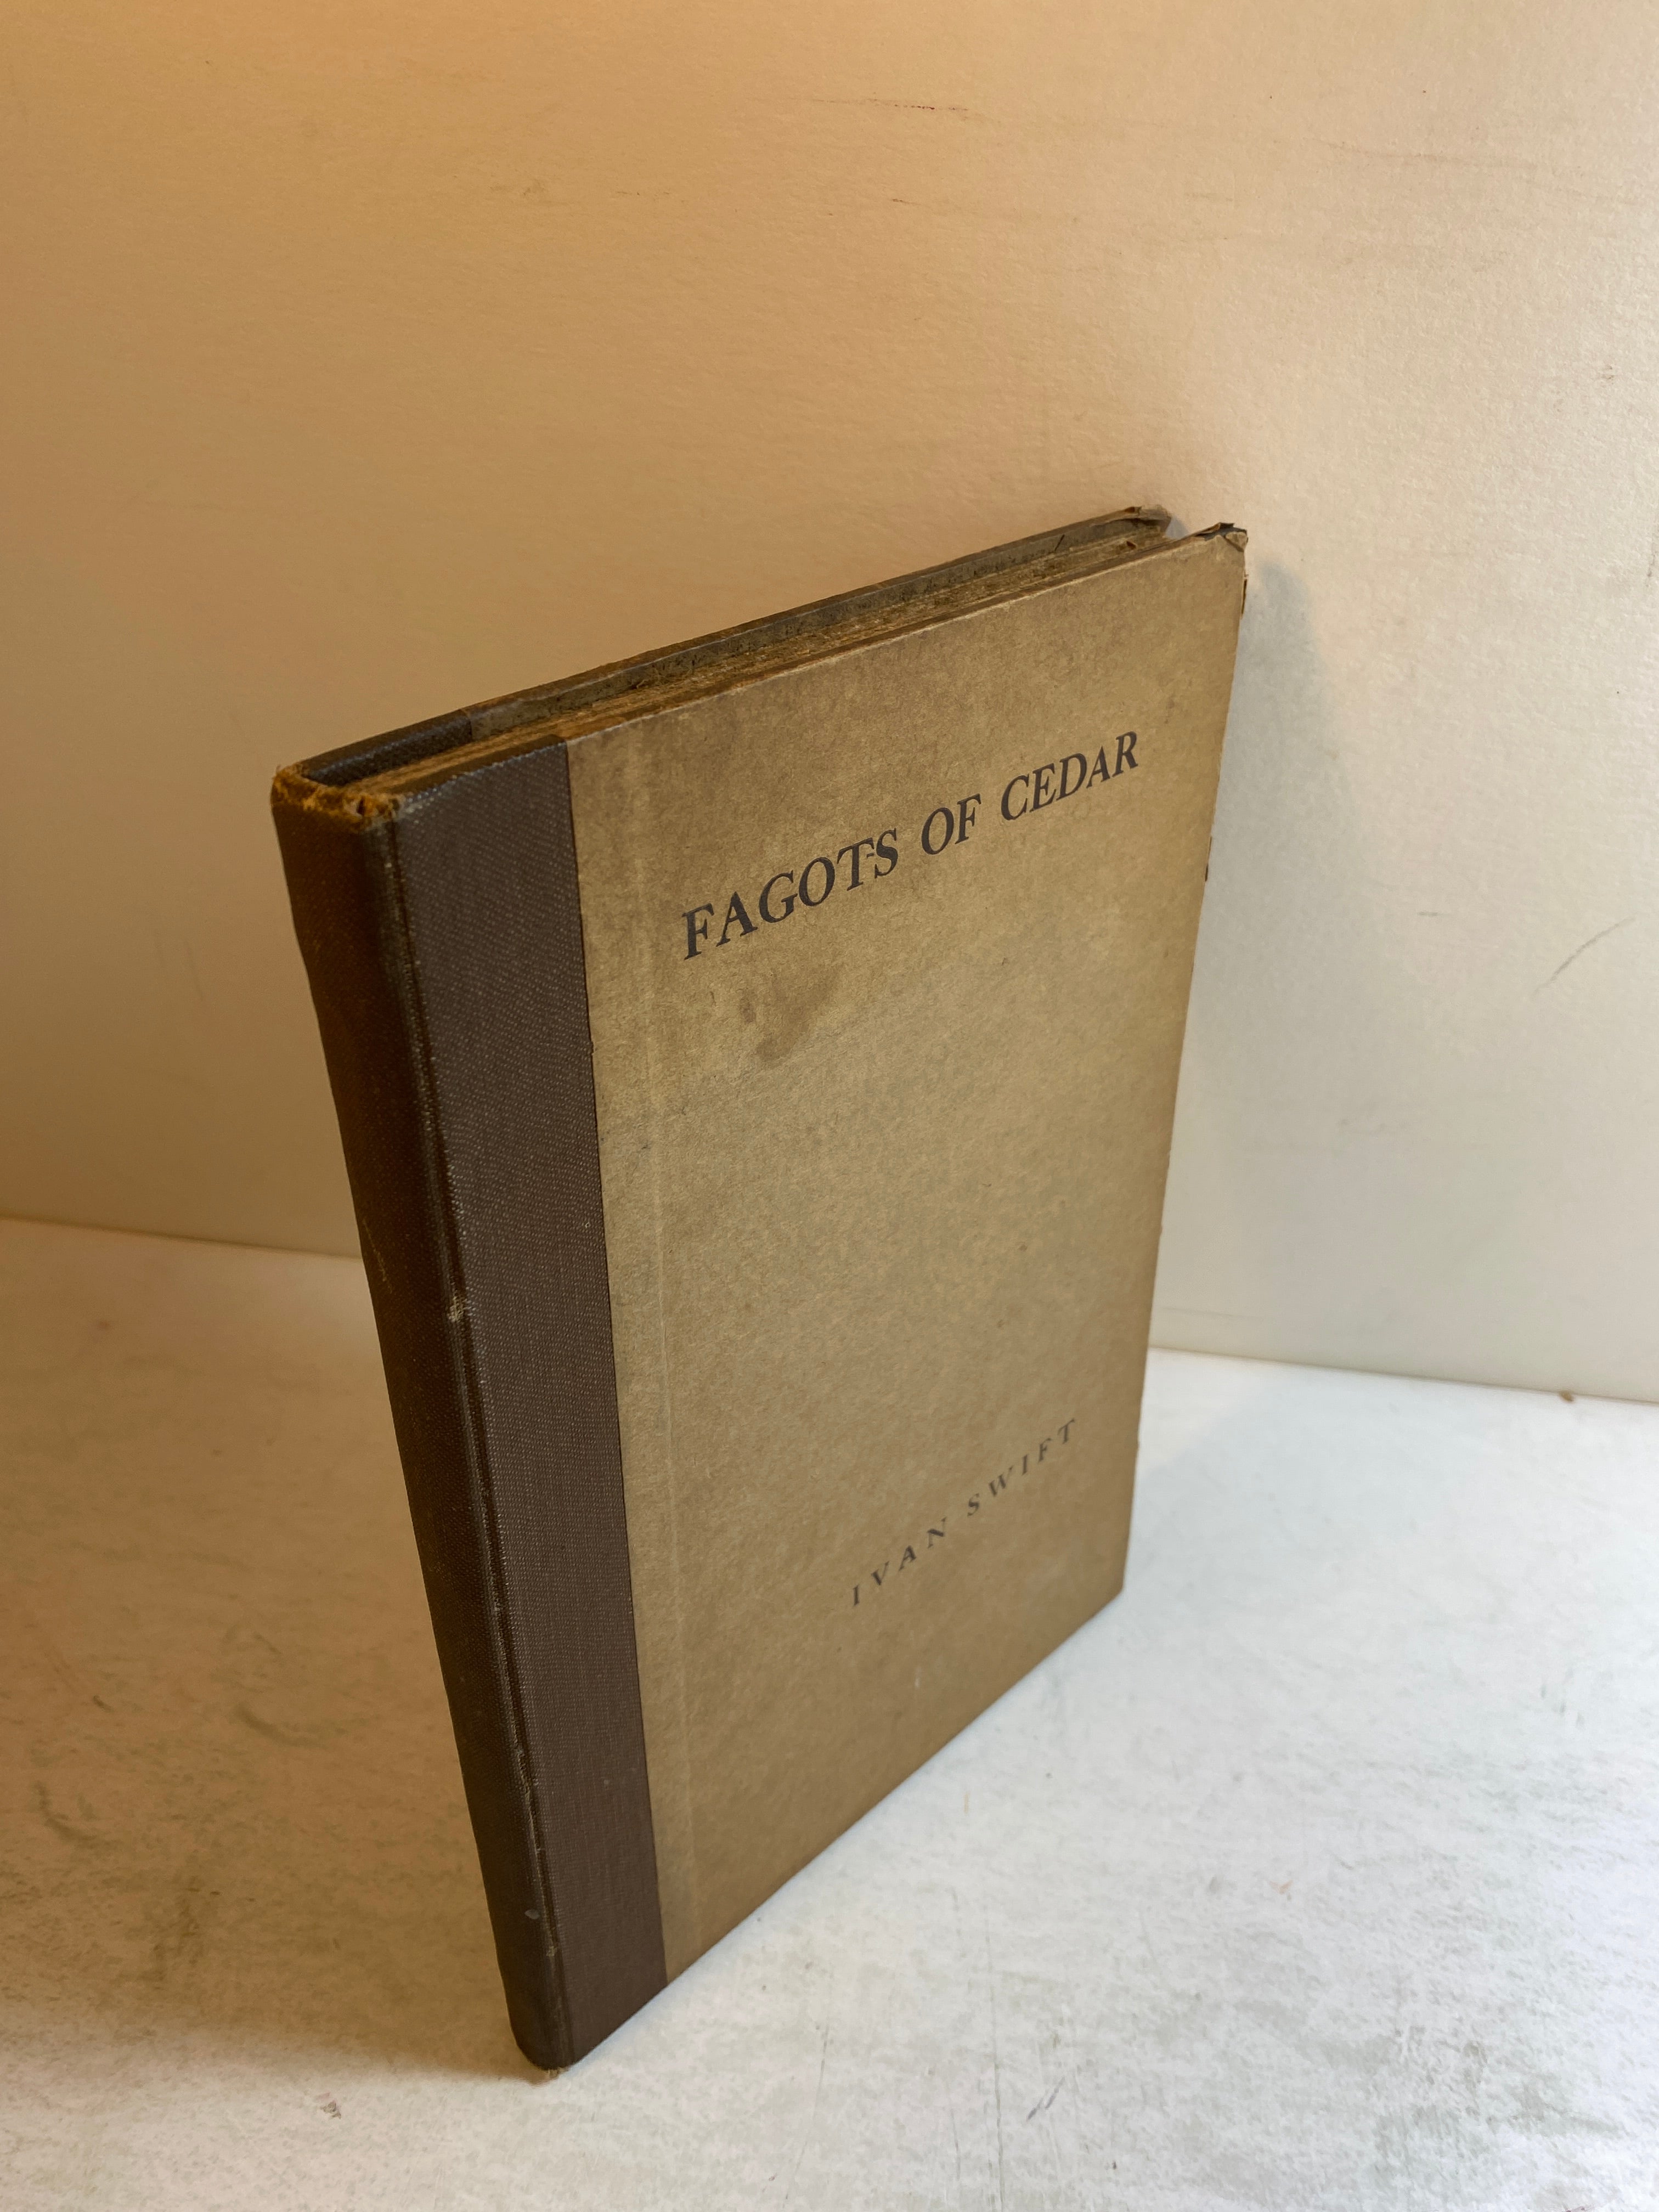 FAGOTS OF CEDAR
IVAN SWIFT